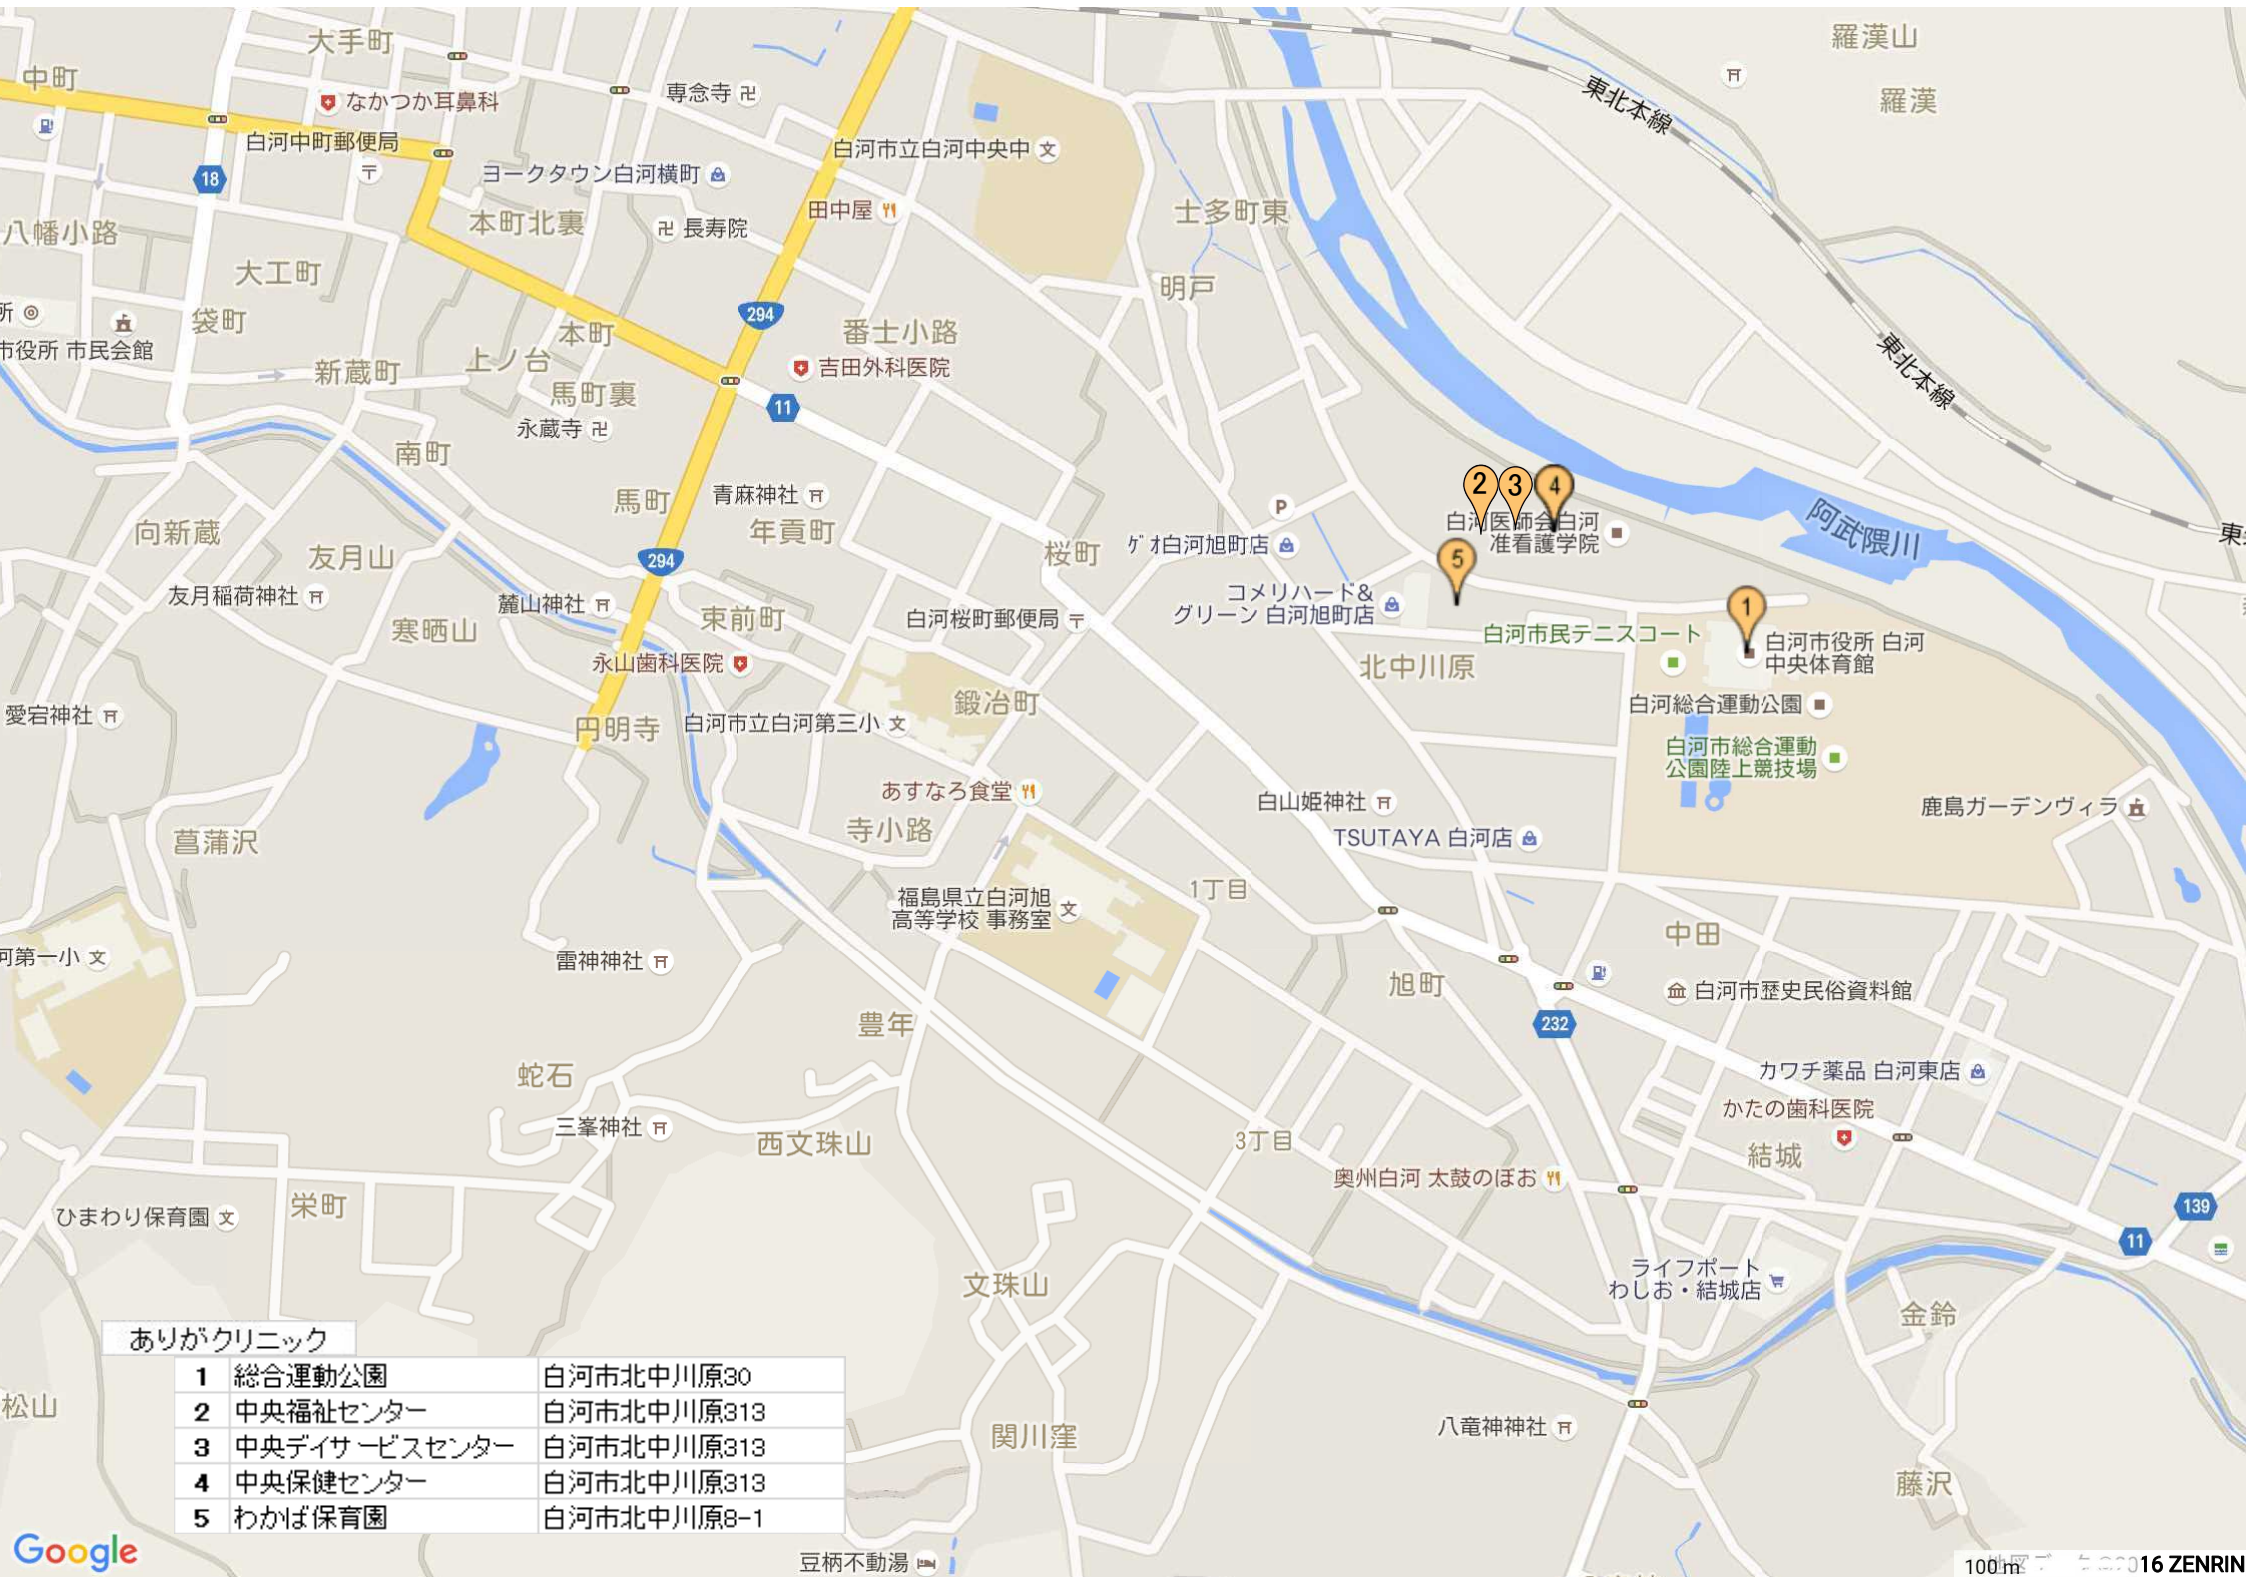 大手町
羅漢山
中町
なかつか耳鼻科
専念寺
東北本線
羅漢
白河中町郵便局
白河市立白河中央中
18
ヨークタウン白河横町
田中屋
士多町東
本町北裏
長寿院
八幡小路
大工町
明戸
袋町
294
本町
番士小路
市役所 市民会館
上ノ台
新蔵町
吉田外科医院
東北本線
馬町裏
11
永蔵寺
南町
馬町
青麻神社
年貢町
2
3
4
P
向新蔵
友月山
294
桜町
ゲオ白河旭町店
白河医師会白河
准看護学院
阿武隈川
5
友月稲荷神社
麓山神社
コメリハード&
グリーン 白河旭町店
1
寒晒山
東前町
白河桜町郵便局
白河市民テニスコート
白河市役所 白河
中央体育館
永山歯科医院
北中川原
鍛冶町
愛宕神社
円明寺
白河市立白河第三小
白河総合運動公園
白河市総合運動
公園陸上競技場
あすなろ食堂
白山姫神社
鹿島ガーデンヴィラ
菖蒲沢
寺小路
TSUTAYA 白河店
1丁目
福島県立白河旭
高等学校 事務室
中田
河第一小
雷神神社
旭町
白河市歴史民俗資料館
豊年
232
蛇石
カワチ薬品 白河東店
かたの歯科医院
三峯神社
西文珠山
3丁目
結城
奥州白河 太鼓のぼお
栄町
ひまわり保育園
139
11
文珠山
ライフポート
わしお・結城店
金鈴
ありがクリニック
1 総合運動公園 白河市北中川原30
2 中央福祉センター 白河市北中川原313
3 中央デイサービスセンター 白河市北中川原313
4 中央保健センター 白河市北中川原313
5 わかば保育園 白河市北中川原8-1
松山
関川窪
八竜神神社
藤沢
Google
豆柄不動湯
100 m
16 ZENRIN